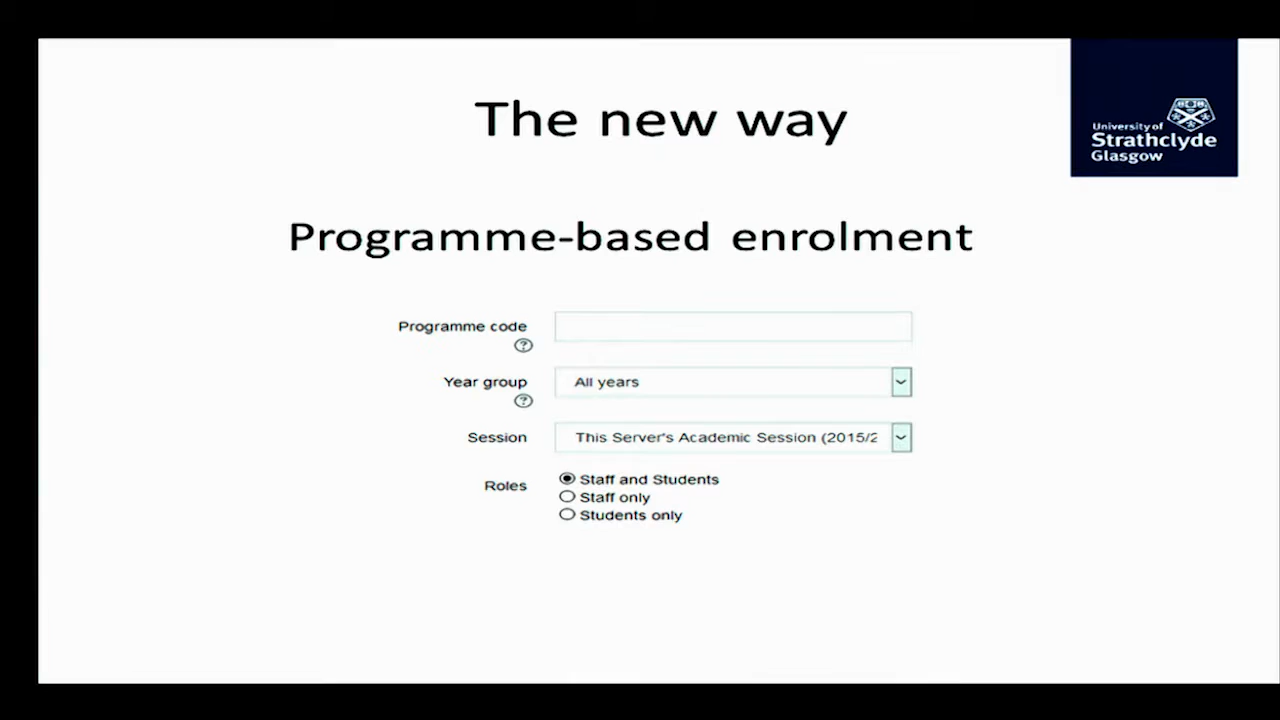 The new way
University of
Strathclyde
Glasgow
Programme-based enrolment
Programme code
?
Year group
All years
?
Session
This Server's Academic Session (2015/2
Roles
Staff and Students
Staff only
Students only